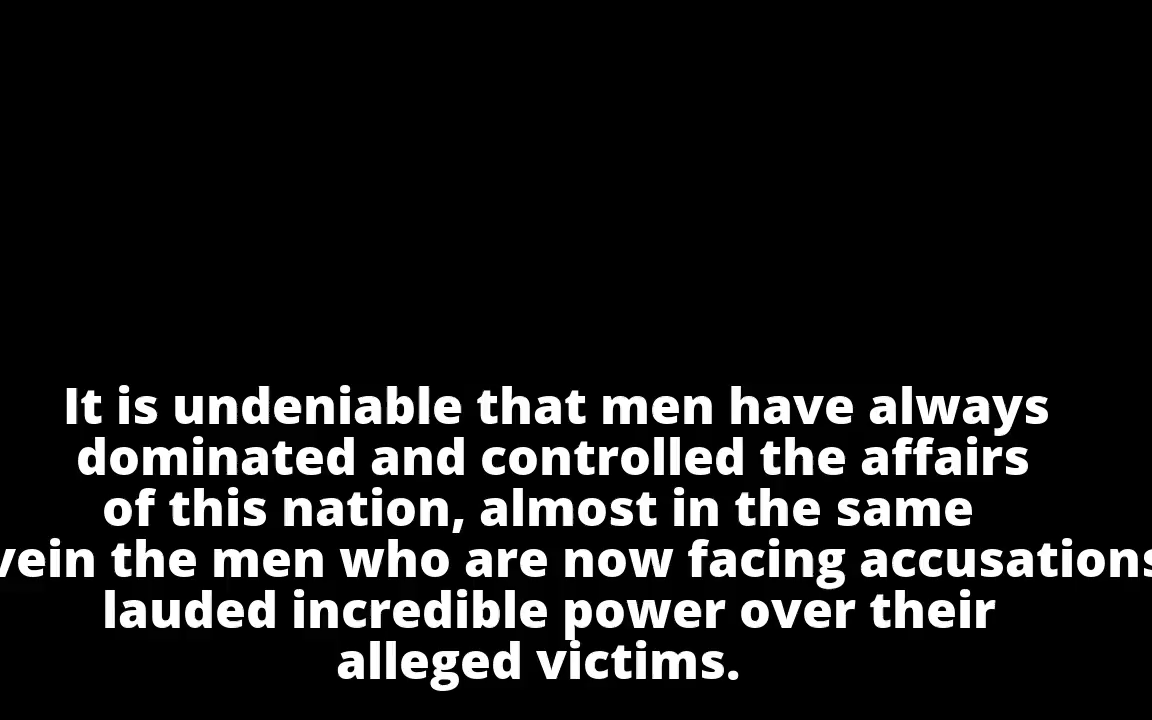 It is undeniable that men have always
dominated and controlled the affairs
of this nation, almost in the same
vein the men who are now facing accusations
lauded incredible power over their
alleged victims.